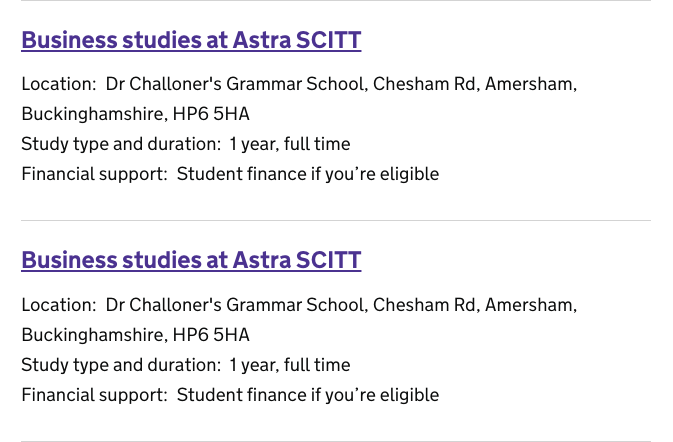 Business studies at Astra SCITT
Location: Dr Challoner's Grammar School, Chesham Rd, Amersham,
Buckinghamshire, HP6 5HA
Study type and duration: 1 year, full time
Financial support: Student finance if you’re eligible
Business studies at Astra SCITT
Location: Dr Challoner's Grammar School, Chesham Rd, Amersham,
Buckinghamshire, HP6 5HA
Study type and duration: 1 year, full time
Financial support: Student finance if you’re eligible